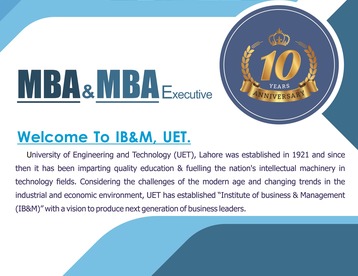 MBA & MBA Executive
10
YEARS
ANNIVERSARY
Welcome To IB&M, UET.
University of Engineering and Technology (UET), Lahore was established in 1921 and since
then it has been imparting quality education & fuelling the nation's intellectual machinery in
technology fields. Considering the challenges of the modern age and changing trends in the
industrial and economic environment, UET has established "Institute of business & Management
(IB&M)" with a vision to produce next generation of business leaders.